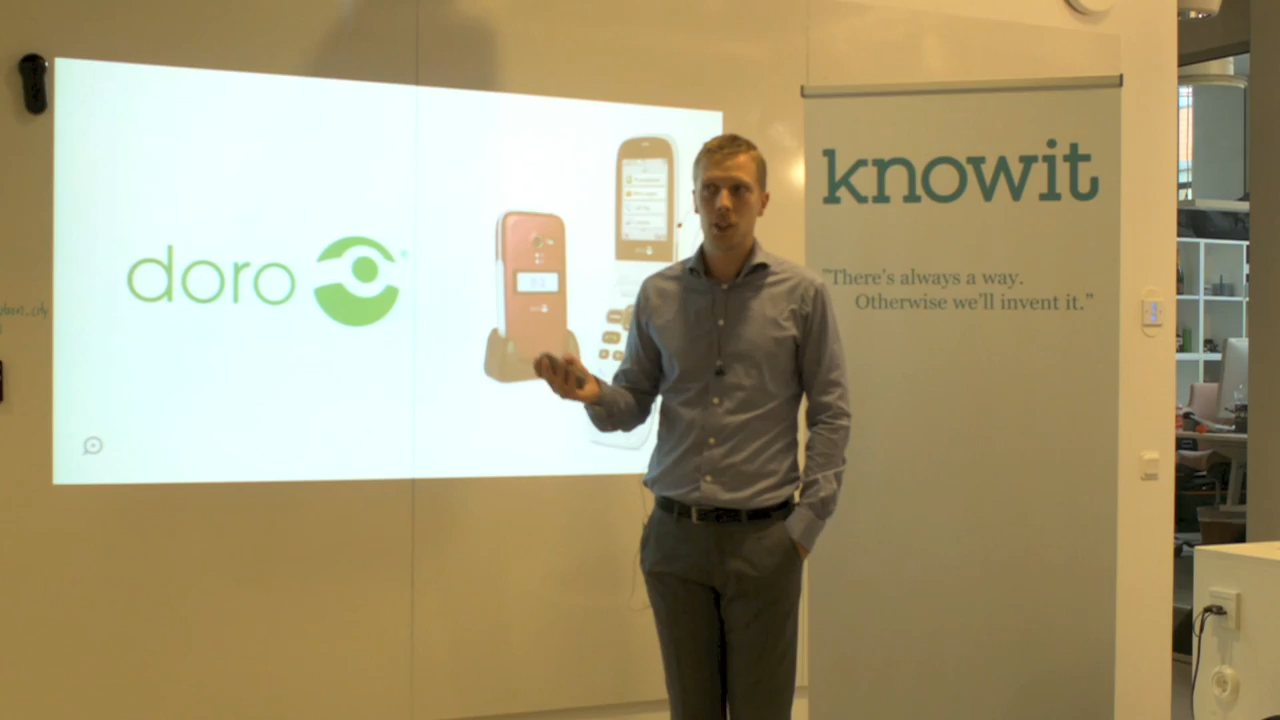 doro
knowit
"There's always a way.
Otherwise we'll invent it."